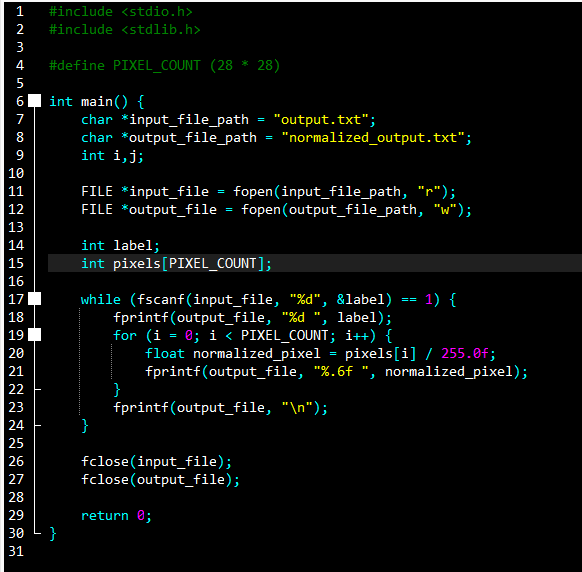 1 #include <stdio.h>
2 #include <stdlib.h>
3
4 #define PIXEL_COUNT (28 * 28)
5
6 int main() {
7     char *input_file_path = "output.txt";
8     char *output_file_path = "normalized_output.txt";
9     int i,j;
10
11     FILE *input_file = fopen(input_file_path, "r");
12     FILE *output_file = fopen(output_file_path, "w");
13
14     int label;
15     int pixels[PIXEL_COUNT];
16
17     while (fscanf(input_file, "%d", &label) == 1) {
18         fprintf(output_file, "%d ", label);
19         for (i = 0; i < PIXEL_COUNT; i++) {
20             float normalized_pixel = pixels[i] / 255.0f;
21             fprintf(output_file, "%.6f ", normalized_pixel);
22         }
23         fprintf(output_file, "\n");
24     }
25
26     fclose(input_file);
27     fclose(output_file);
28
29     return 0;
30 }
31